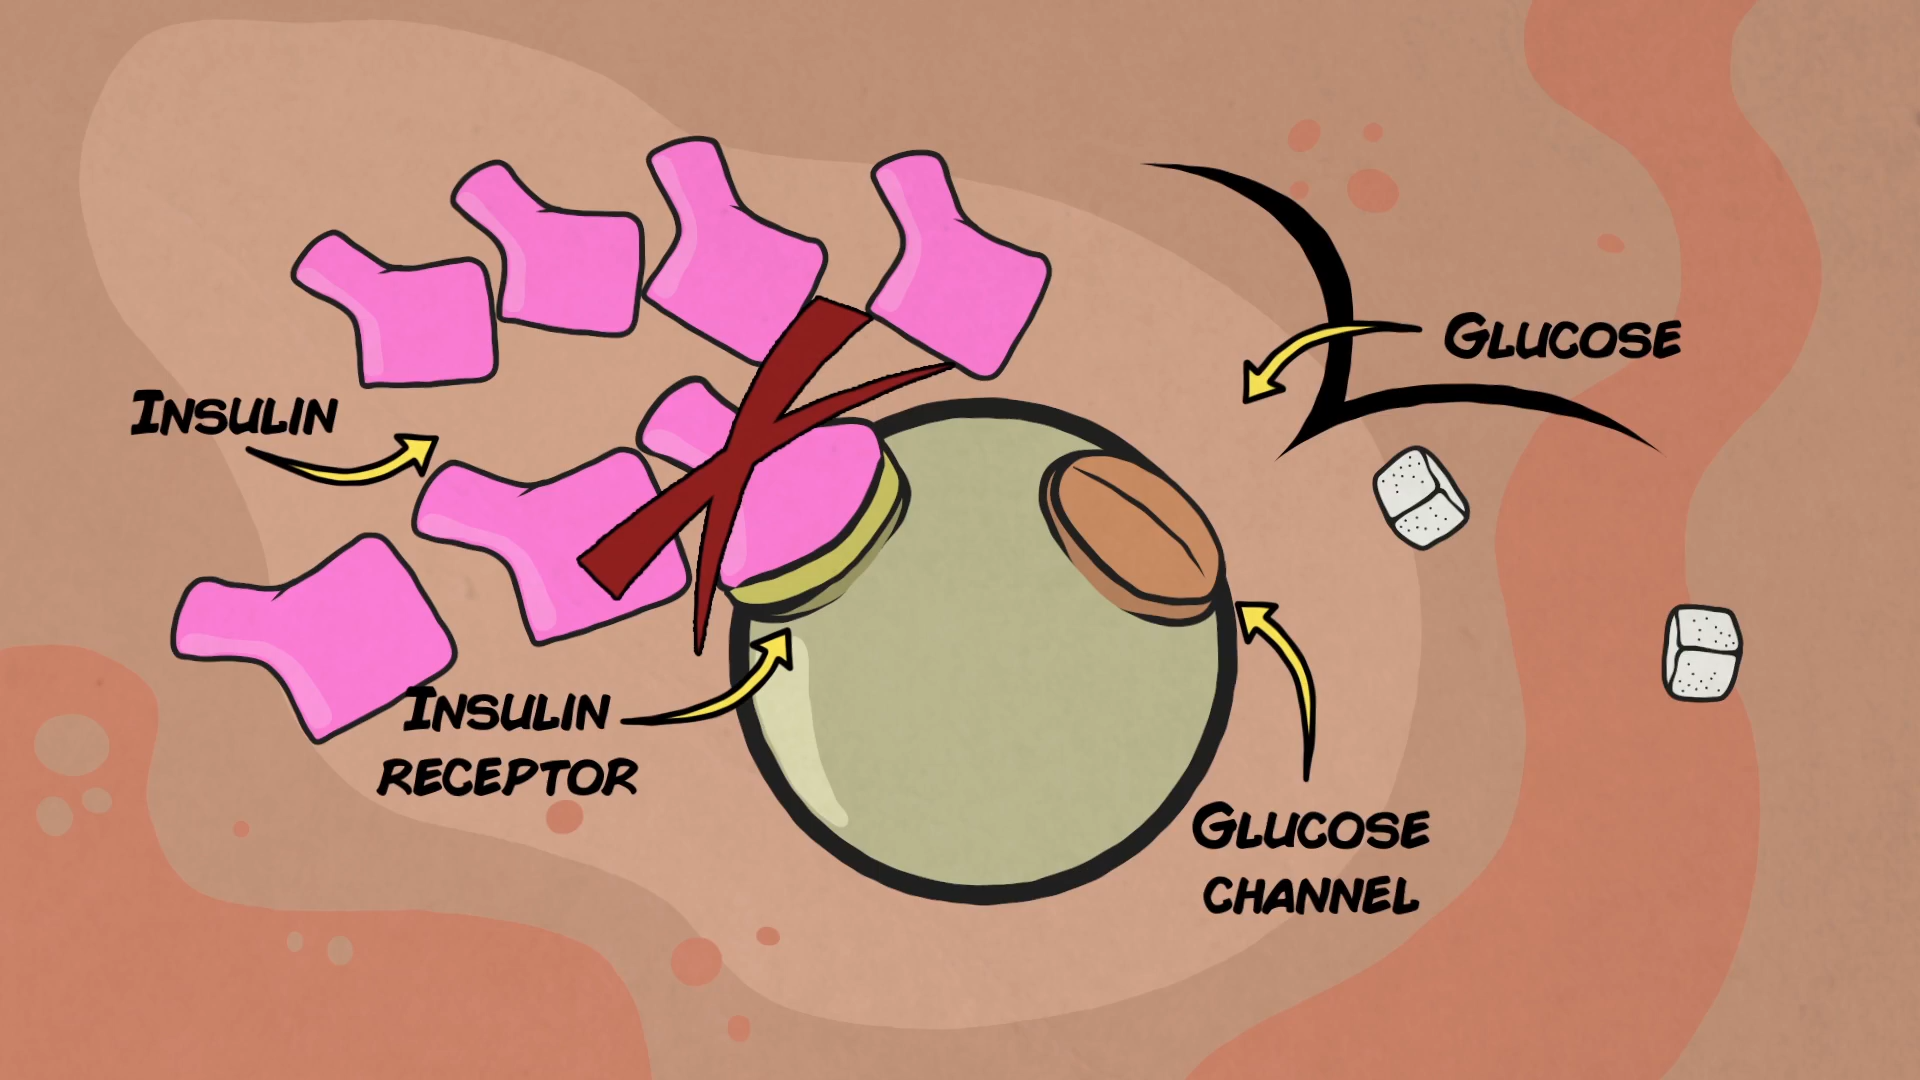 Glucose
Insulin
Insulin
receptor
Glucose
channel